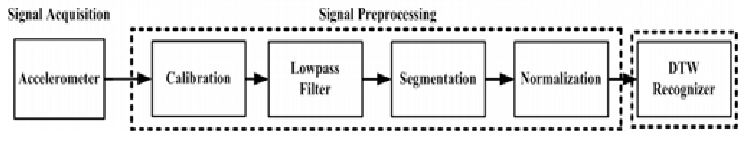 Signal Acquisition
Signal Preprocessing
Accelerometer
Calibration
Lowpass
Filter
Segmentation
Normalization
DTW
Recognizer